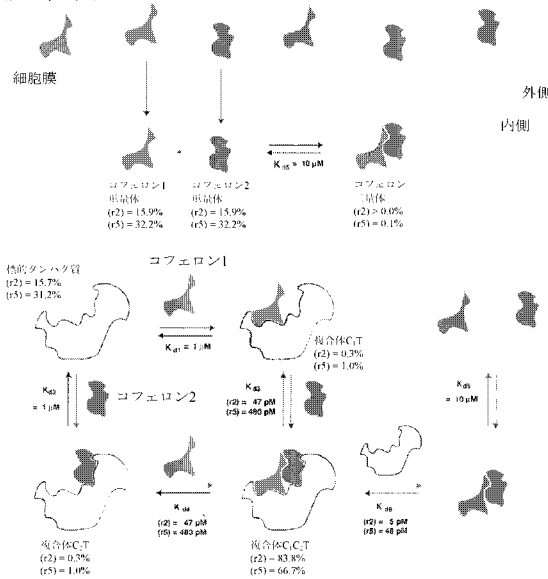 細胞膜
外側
内側
コフェロン1
単量体
(r2) = 15.9%
(r5) = 32.2%
コフェロン2
単量体
(r2) = 15.9%
(r5) = 32.2%
Kd5 = 10 μM
コフェロン
二量体
(r2) > 0.0%
(r5) = 0.1%
標的タンパク質
(r2) = 15.7%
(r5) = 31.2%
コフェロン1
Kd1 = 1 μM
複合体C1T
(r2) = 0.3%
(r5) = 1.0%
Kd2
= 1 μM
コフェロン2
Kd3
(r2) = 47 pM
(r5) = 480 pM
Kd5
= 10 μM
Kd4
(r2) = 47 pM
(r5) = 480 pM
Kd6
(r2) = 5 pM
(r5) = 48 pM
複合体C2T
(r2) = 0.3%
(r5) = 1.0%
複合体C1C2T
(r2) = 83.8%
(r5) = 66.7%